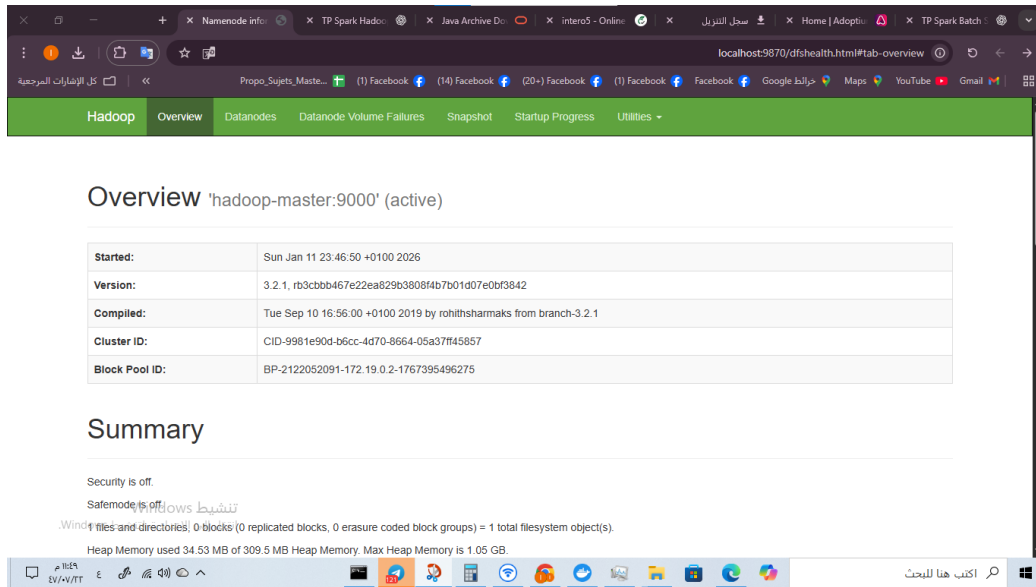 Namenode infor
TP Spark Hadoo
Java Archive Do
intero5 - Online
سجل التنزيل
Home | Adoptiu
TP Spark Batch S
localhost:9870/dfshealth.html#tab-overview
كل الإشارات المرجعية
Propo_Sujets_Maste...
(1) Facebook
(14) Facebook
(20+) Facebook
(1) Facebook
Facebook
خرائط Google
Maps
YouTube
Gmail
Hadoop Overview Datanodes Datanode Volume Failures Snapshot Startup Progress Utilities
Overview 'hadoop-master:9000' (active)
Started: Sun Jan 11 23:46:50 +0100 2026
Version: 3.2.1, rb3cbbb467e22ea829b3808f4b7b01d07e0bf3842
Compiled: Tue Sep 10 16:56:00 +0100 2019 by rohithsharmaks from branch-3.2.1
Cluster ID: CID-9981e90d-b6cc-4d70-8664-05a37ff45857
Block Pool ID: BP-2122052091-172.19.0.2-1767395496275
Summary
Security is off.
Safemode is off.
تنشيط Windows
1 files and directories, 0 blocks (0 replicated blocks, 0 erasure coded block groups) = 1 total filesystem object(s).
Heap Memory used 34.53 MB of 309.5 MB Heap Memory. Max Heap Memory is 1.05 GB.
١١:٤٩ م
٤٧/٠٧/٢٢
ع
اكتب هنا للبحث